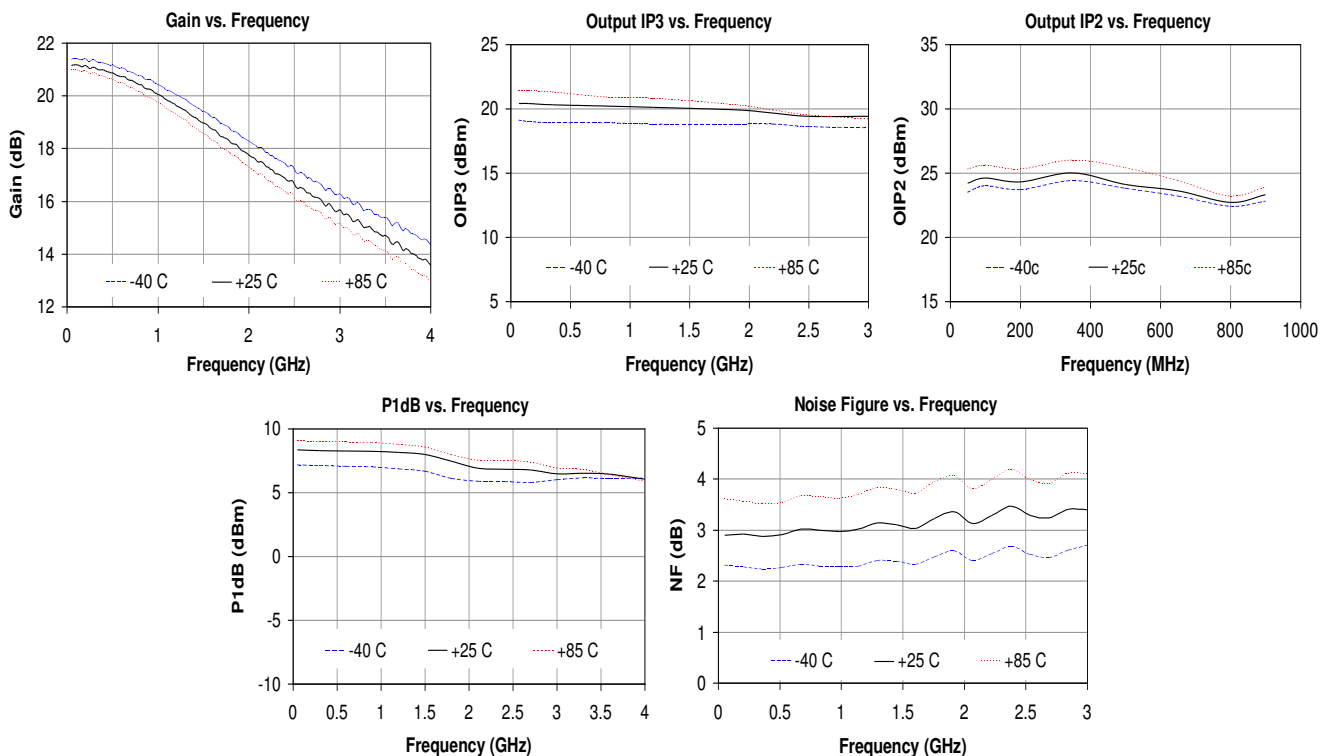 Gain vs. Frequency
22
20
18
16
14
12
Gain (dB)
-40 C +25 C +85 C
0 1 2 3 4
Frequency (GHz)
Output IP3 vs. Frequency
25
20
15
10
5
OIP3 (dBm)
-40 C +25 C +85 C
0 0.5 1 1.5 2 2.5 3
Frequency (GHz)
Output IP2 vs. Frequency
35
30
25
20
15
OIP2 (dBm)
-40c +25c +85c
0 200 400 600 800 1000
Frequency (MHz)
P1dB vs. Frequency
10
5
0
-5
-10
P1dB (dBm)
-40 C +25 C +85 C
0 0.5 1 1.5 2 2.5 3 3.5 4
Frequency (GHz)
Noise Figure vs. Frequency
5
4
3
2
1
0
NF (dB)
-40 C +25 C +85 C
0 0.5 1 1.5 2 2.5 3
Frequency (GHz)